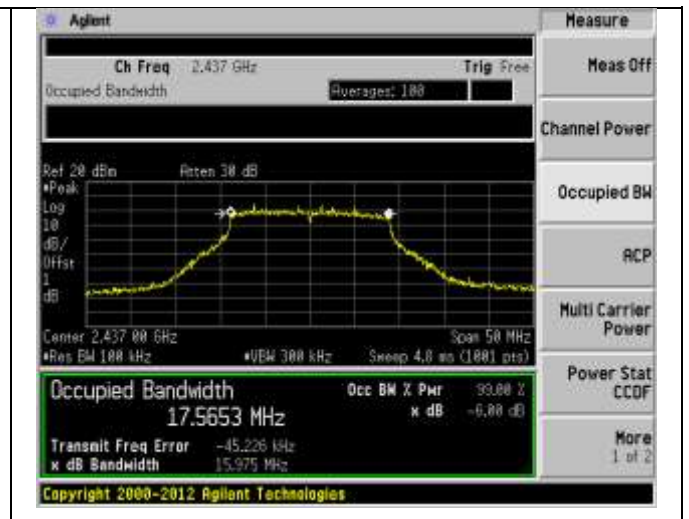 Agilent
Measure
Ch Freq 2.437 GHz Trig Free
Meas Off
Occupied Bandwidth Averages: 100
Channel Power
Ref 20 dBm Atten 30 dB
•Peak
Log
10
dB/
Offst
1
dB
Occupied BW
ACP
Multi Carrier
Power
Center 2.437 00 GHz Span 50 MHz
•Res BW 100 kHz •VBW 300 kHz Sweep 4.8 ms (1001 pts)
Power Stat
CCDF
Occupied Bandwidth Occ BW % Pwr 99.00 %
17.5653 MHz x dB -6.00 dB
Transmit Freq Error -45.226 kHz
x dB Bandwidth 15.975 MHz
More
1 of 2
Copyright 2000-2012 Agilent Technologies